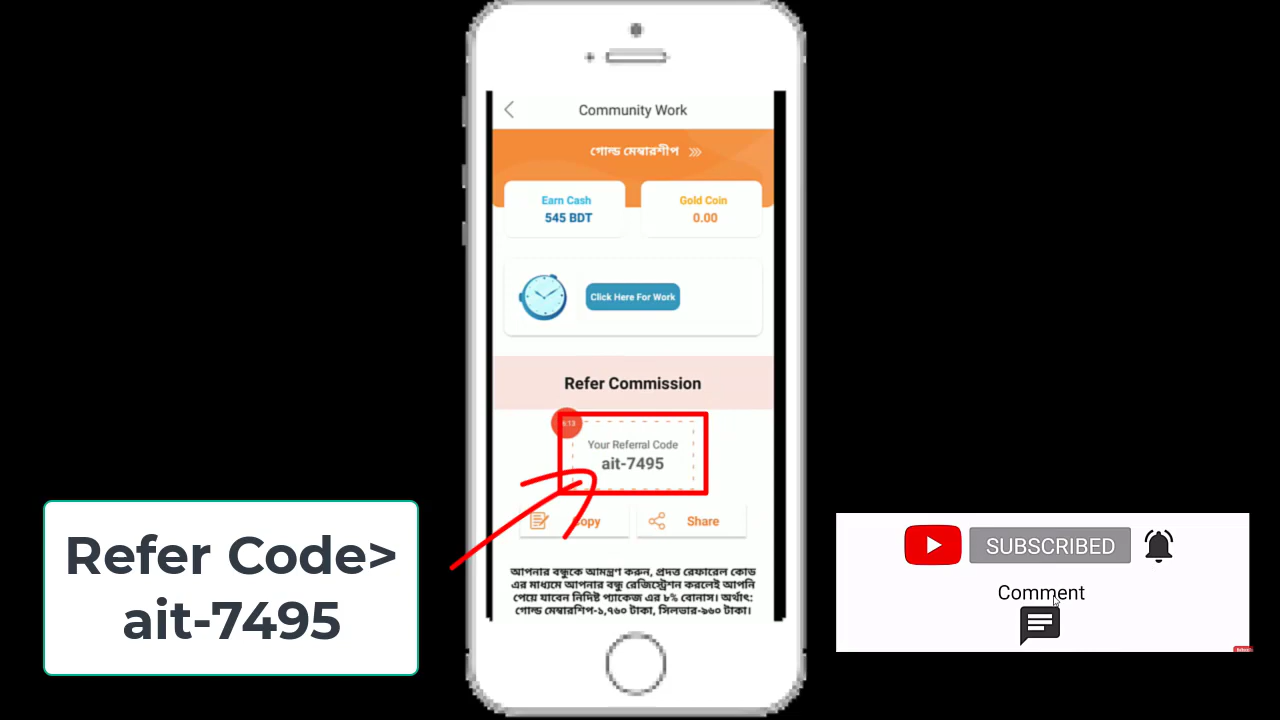 Community Work
গোল্ড মেম্বারশীপ
Earn Cash
545 BDT
Gold Coin
0.00
Click Here For Work
Refer Commission
Your Referral Code
ait-7495
Copy
Share
আপনার বন্ধুকে আমন্ত্রণ করুন, প্রদত্ত রেফারেল কোড
এর মাধ্যমে আপনার বন্ধু রেজিস্ট্রেশন করলেই আপনি
পেয়ে যাবেন নির্দিষ্ট প্যাকেজ এর ৮% বোনাস। অর্থাৎ:
গোল্ড মেম্বারশিপ-১,৭৬০ টাকা, সিলভার-৯৬০ টাকা।
Refer Code>
ait-7495
SUBSCRIBED
Comment